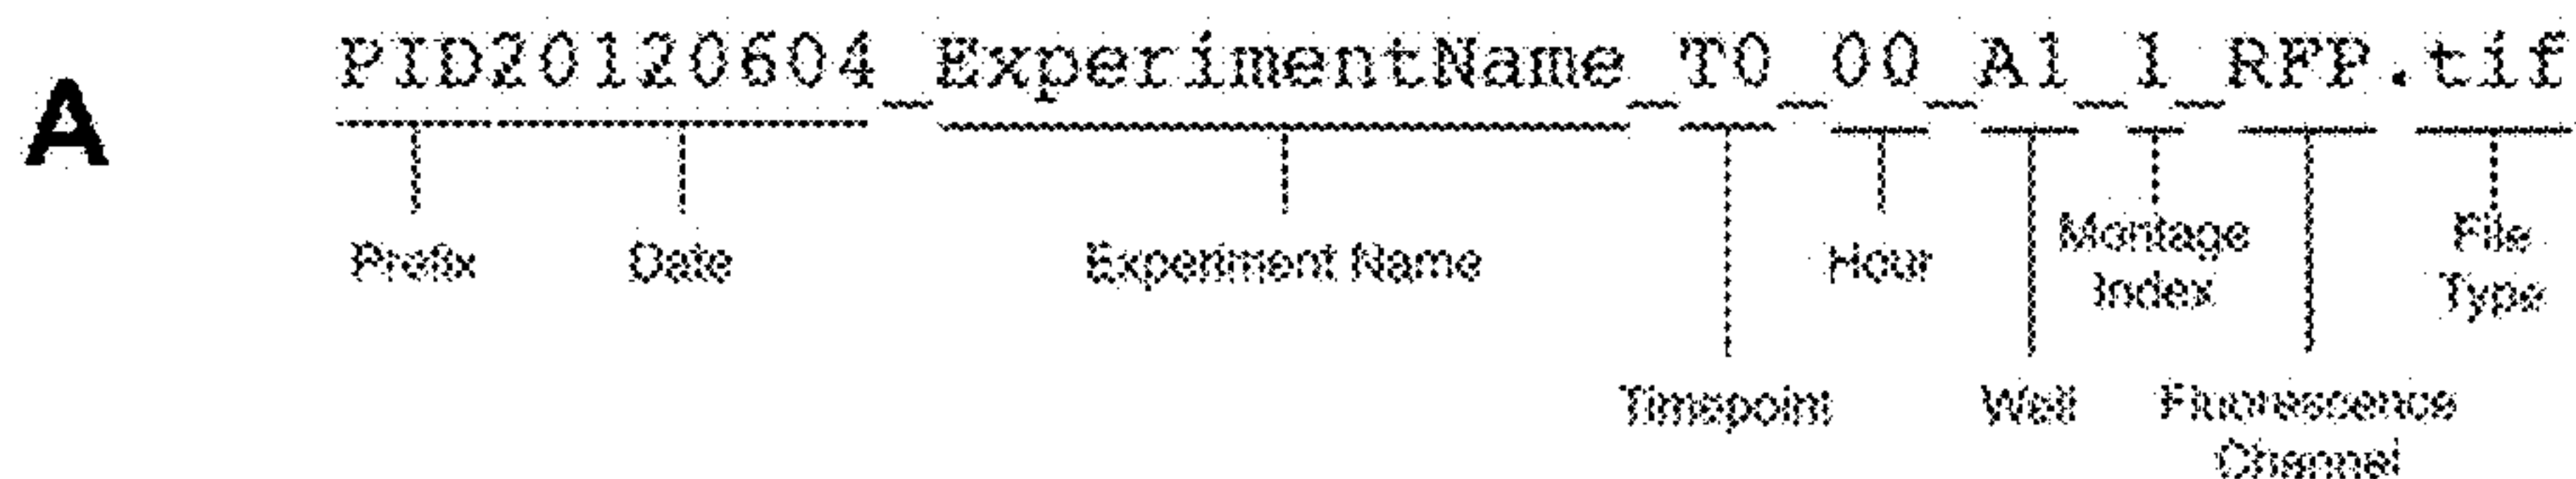 A
PID20120604_ExperimentName_T0_00_A1_1_RFP.tif
Prefix Date Experiment Name Hour Montage Index File Type
Timepoint Well Fluorescence Channel